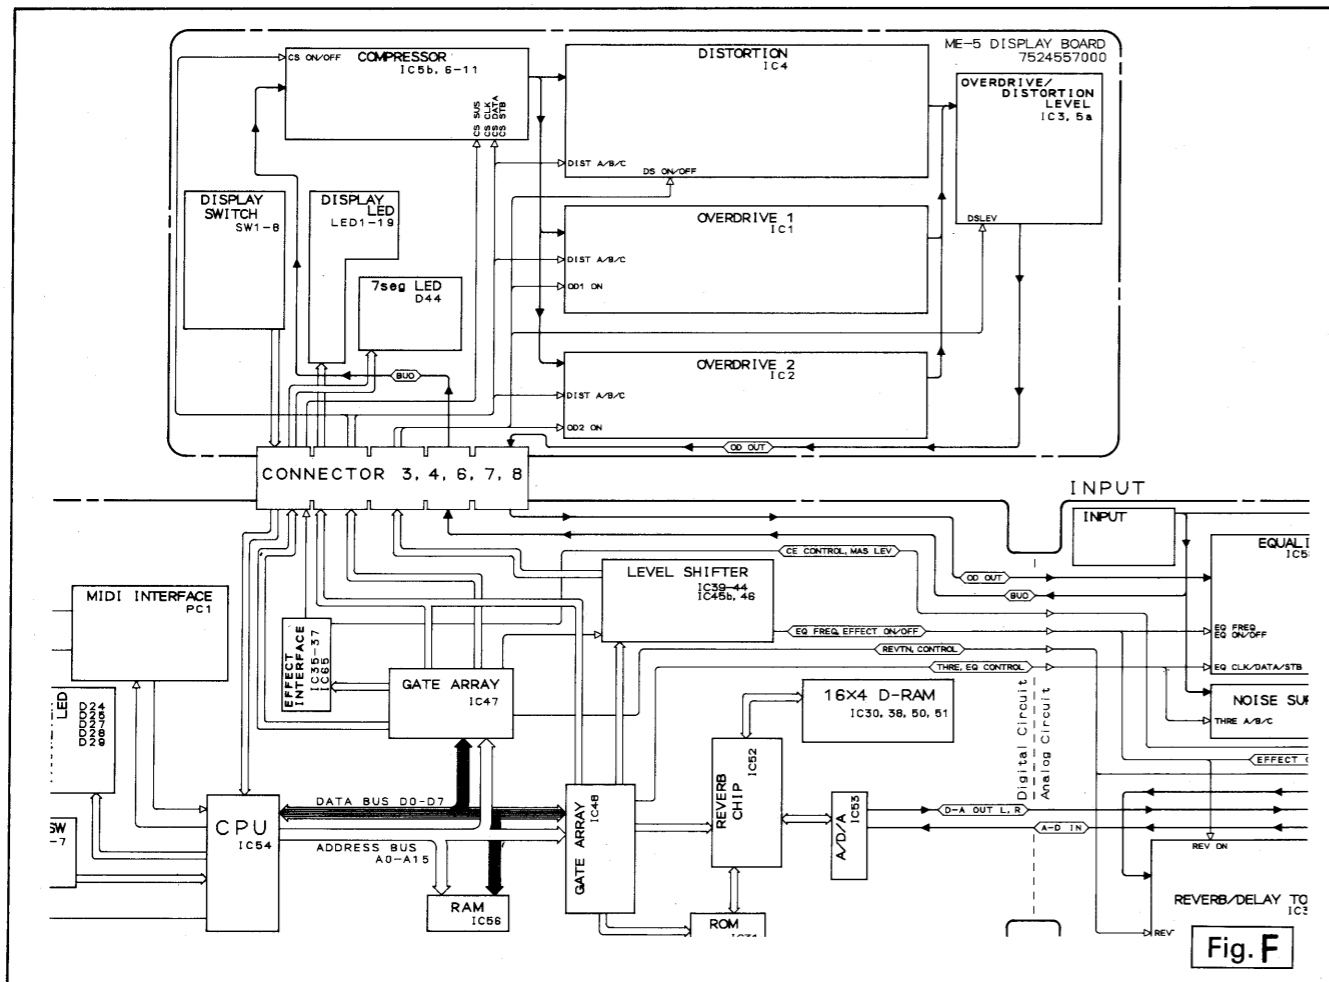 ME-5 DISPLAY BOARD
7524557000
COMPRESSOR
IC5b, 6-11
CS ON/OFF
CS SUS
CS CLK
CS DATA
CS STB
DISTORTION
IC4
DIST A/B/C
DS ON/OFF
OVERDRIVE/
DISTORTION
LEVEL
IC3, 5a
DSLEV
DISPLAY
SWITCH
SW1-8
DISPLAY
LED
LED1-19
7seg LED
D44
OVERDRIVE 1
IC1
DIST A/B/C
OD1 ON
OVERDRIVE 2
IC2
DIST A/B/C
OD2 ON
BUO
OD OUT
CONNECTOR 3, 4, 6, 7, 8
INPUT
INPUT
EQUALI
IC5
CE CONTROL, MAS LEV
OD OUT
BUO
LEVEL SHIFTER
IC39-44
IC45b, 46
EQ FREQ, EFFECT ON/OFF
EQ FREQ
EQ ON/OFF
REVTN, CONTROL
THRE, EQ CONTROL
EQ CLK/DATA/STB
MIDI INTERFACE
PC1
EFFECT
INTERFACE
IC35-37
IC65
GATE ARRAY
IC47
16X4 D-RAM
IC30, 38, 50, 51
NOISE SUP
THRE A/B/C
LED
D24
D25
D27
D28
D29
Digital Circuit
Analog Circuit
REVERB
CHIP
IC52
EFFECT
DATA BUS D0-D7
CPU
IC54
ADDRESS BUS
A0-A15
GATE ARRAY
IC48
A/D/A
IC53
D-A OUT L, R
A-D IN
SW
-7
REV ON
RAM
IC56
ROM
REVERB/DELAY TO
IC3
REV
Fig. F